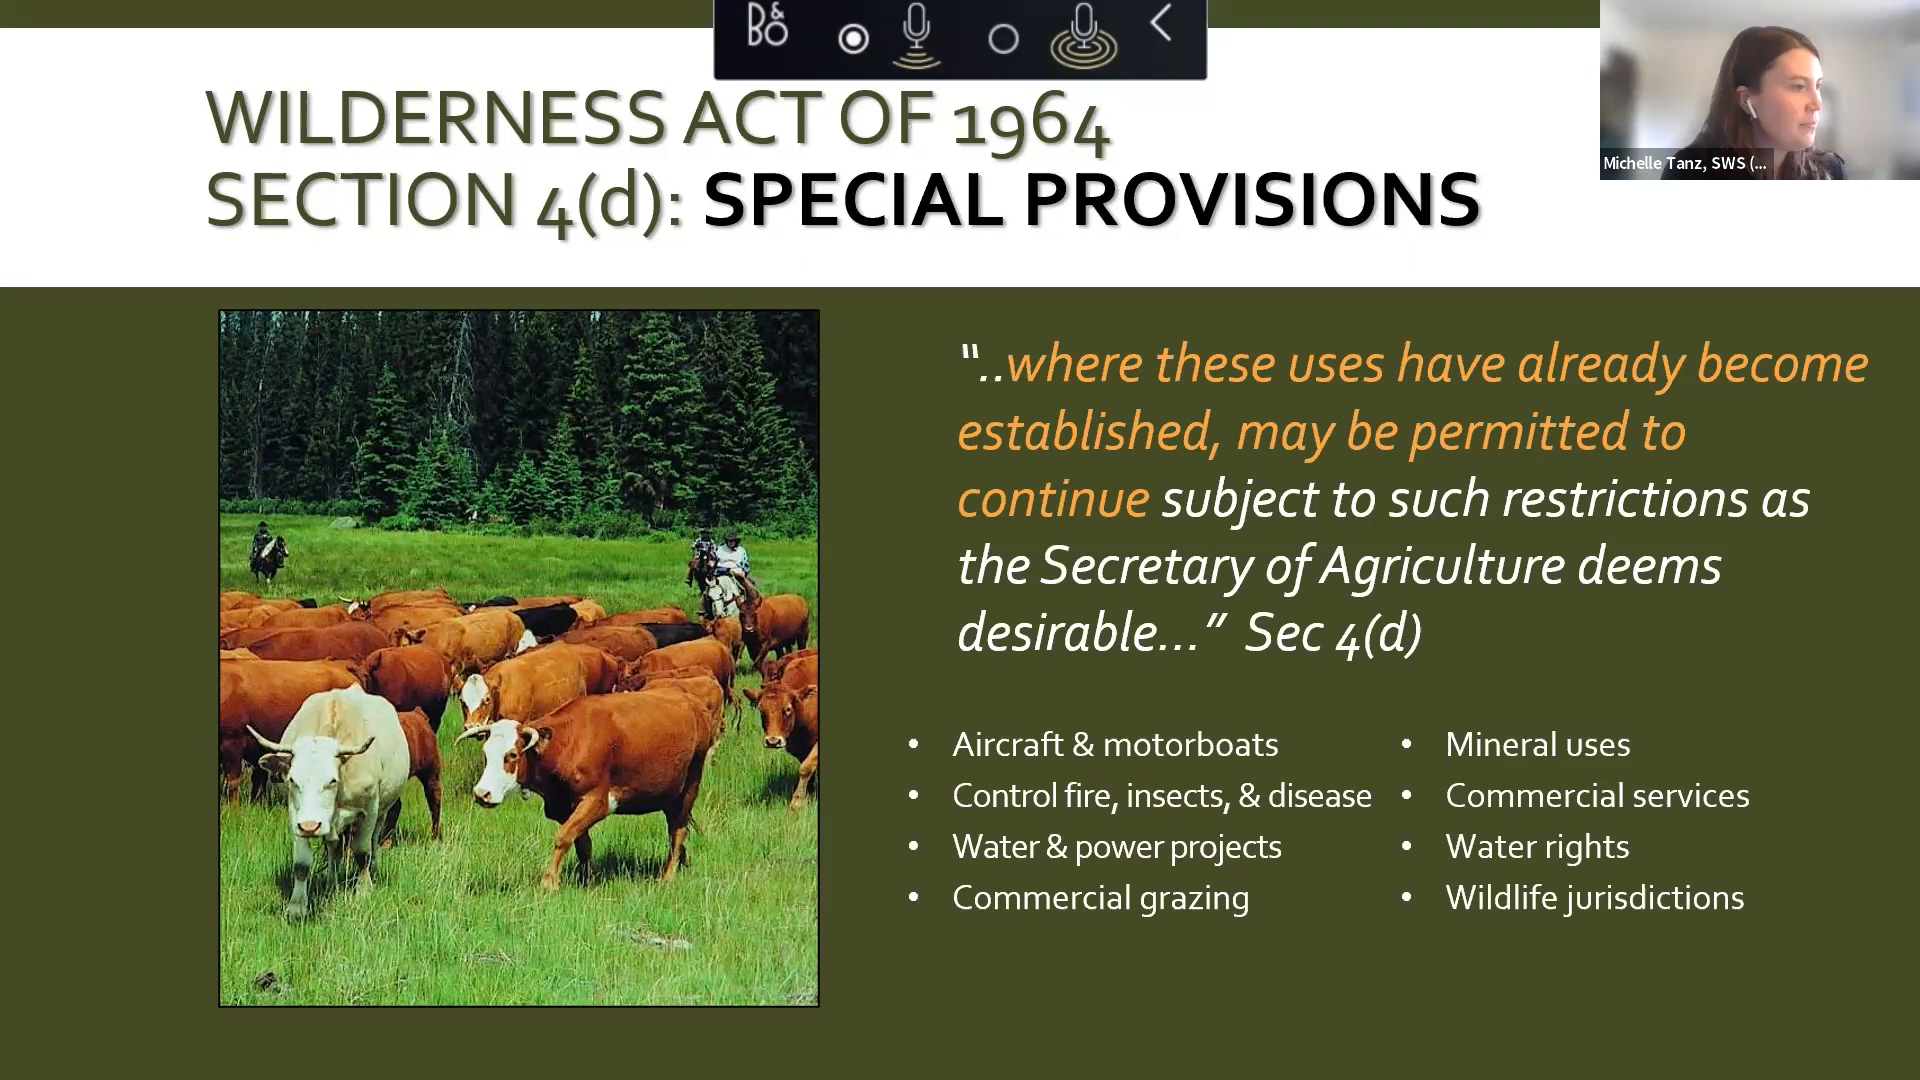 B&O
WILDERNESS ACT OF 1964
SECTION 4(d): SPECIAL PROVISIONS
Michelle Tanz, SWS (...
“..where these uses have already become
established, may be permitted to
continue subject to such restrictions as
the Secretary of Agriculture deems
desirable...” Sec 4(d)
• Aircraft & motorboats
• Control fire, insects, & disease
• Water & power projects
• Commercial grazing
• Mineral uses
• Commercial services
• Water rights
• Wildlife jurisdictions